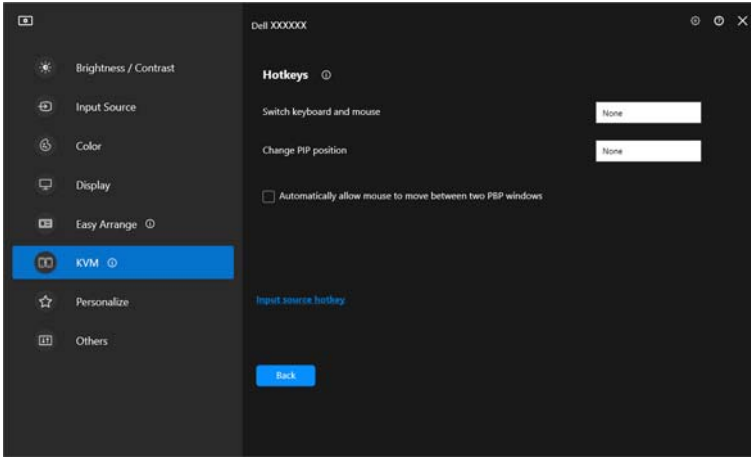 Dell XXXXXX
Brightness / Contrast
Input Source
Color
Display
Easy Arrange
KVM
Personalize
Others
Hotkeys
Switch keyboard and mouse
None
Change PIP position
None
Automatically allow mouse to move between two PBP windows
Input source hotkey
Back